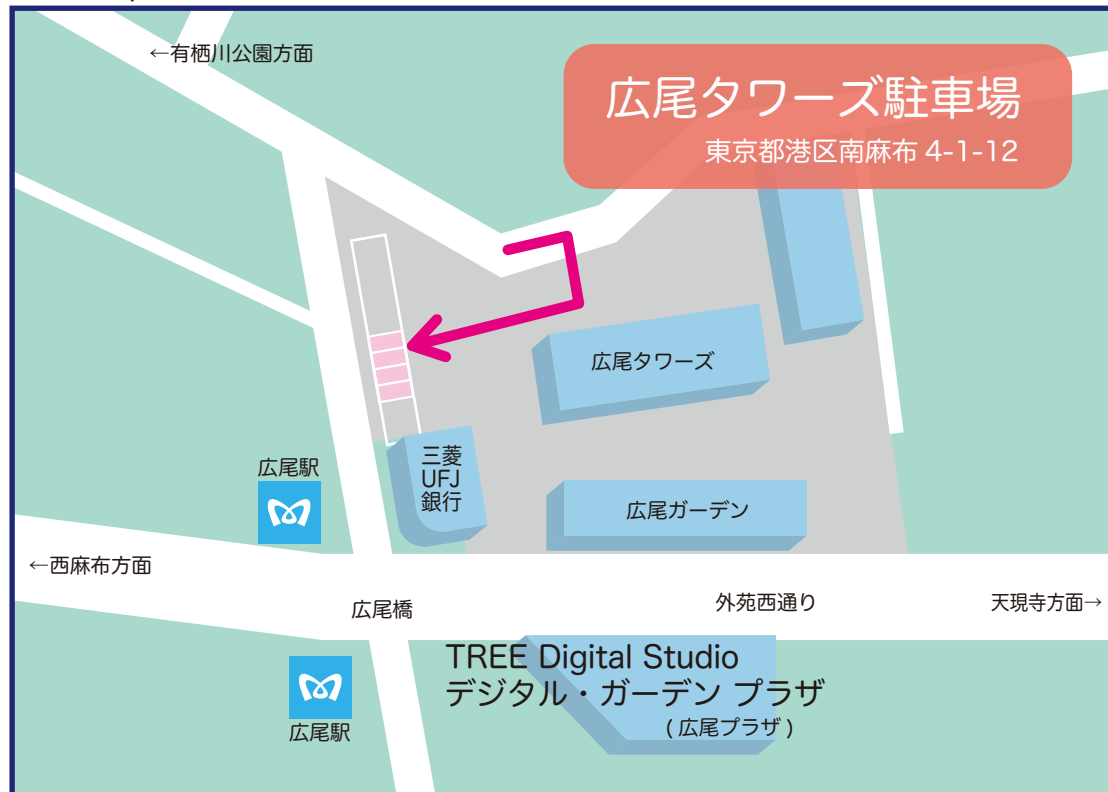 ←有栖川公園方面
広尾タワーズ駐車場
東京都港区南麻布 4-1-12
広尾タワーズ
三菱
UFJ
銀行
広尾駅
広尾ガーデン
←西麻布方面
広尾橋
外苑西通り
天現寺方面→
TREE Digital Studio
デジタル・ガーデン プラザ
( 広尾プラザ )
広尾駅